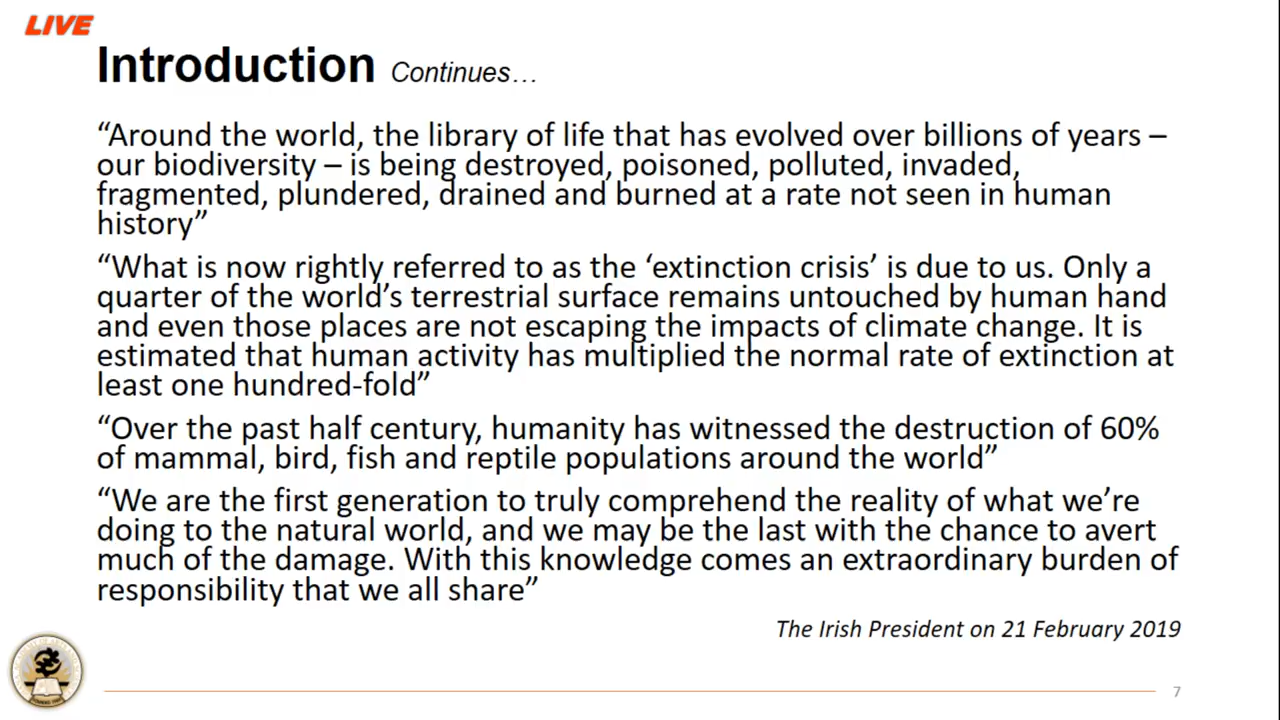 LIVE
Introduction Continues…
“Around the world, the library of life that has evolved over billions of years –
our biodiversity – is being destroyed, poisoned, polluted, invaded,
fragmented, plundered, drained and burned at a rate not seen in human
history”
“What is now rightly referred to as the ‘extinction crisis’ is due to us. Only a
quarter of the world’s terrestrial surface remains untouched by human hand
and even those places are not escaping the impacts of climate change. It is
estimated that human activity has multiplied the normal rate of extinction at
least one hundred-fold”
“Over the past half century, humanity has witnessed the destruction of 60%
of mammal, bird, fish and reptile populations around the world”
“We are the first generation to truly comprehend the reality of what we’re
doing to the natural world, and we may be the last with the chance to avert
much of the damage. With this knowledge comes an extraordinary burden of
responsibility that we all share”
The Irish President on 21 February 2019
7